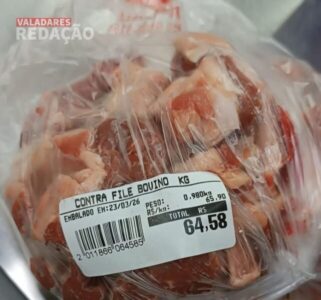 VALADARES
REDAÇÃO
CONTRA FILE BOVINO KG
EMBALADO EM:23/03/26
PESO: 0.980kg
R$/kg: 65.90
TOTAL R$
64,58
2 011866 064585